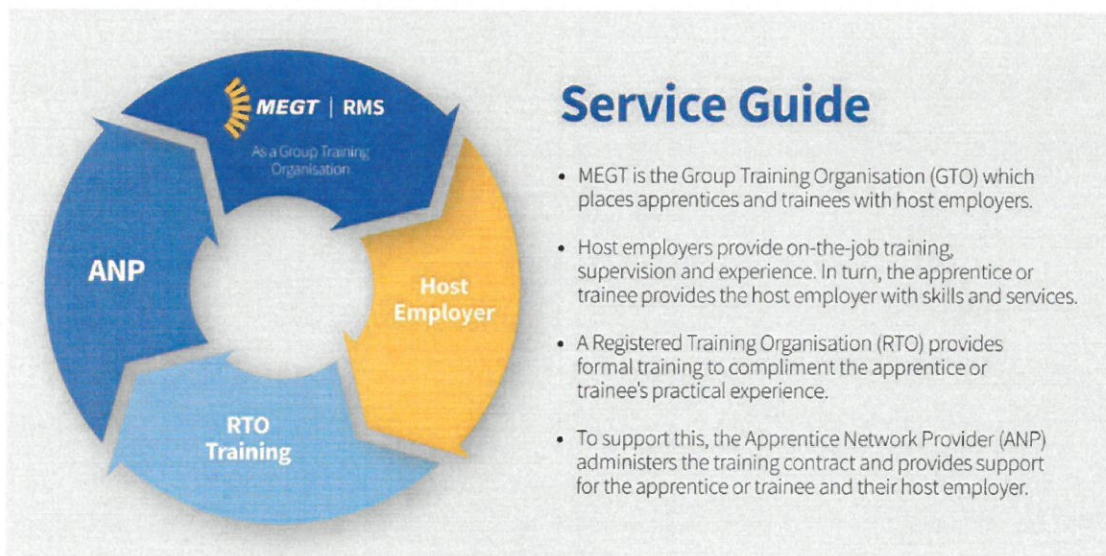 MEGT | RMS
As a Group Training
Organisation
ANP
Host
Employer
RTO
Training
Service Guide
• MEGT is the Group Training Organisation (GTO) which
places apprentices and trainees with host employers.
• Host employers provide on-the-job training,
supervision and experience. In turn, the apprentice or
trainee provides the host employer with skills and services.
• A Registered Training Organisation (RTO) provides
formal training to compliment the apprentice or
trainee's practical experience.
• To support this, the Apprentice Network Provider (ANP)
administers the training contract and provides support
for the apprentice or trainee and their host employer.